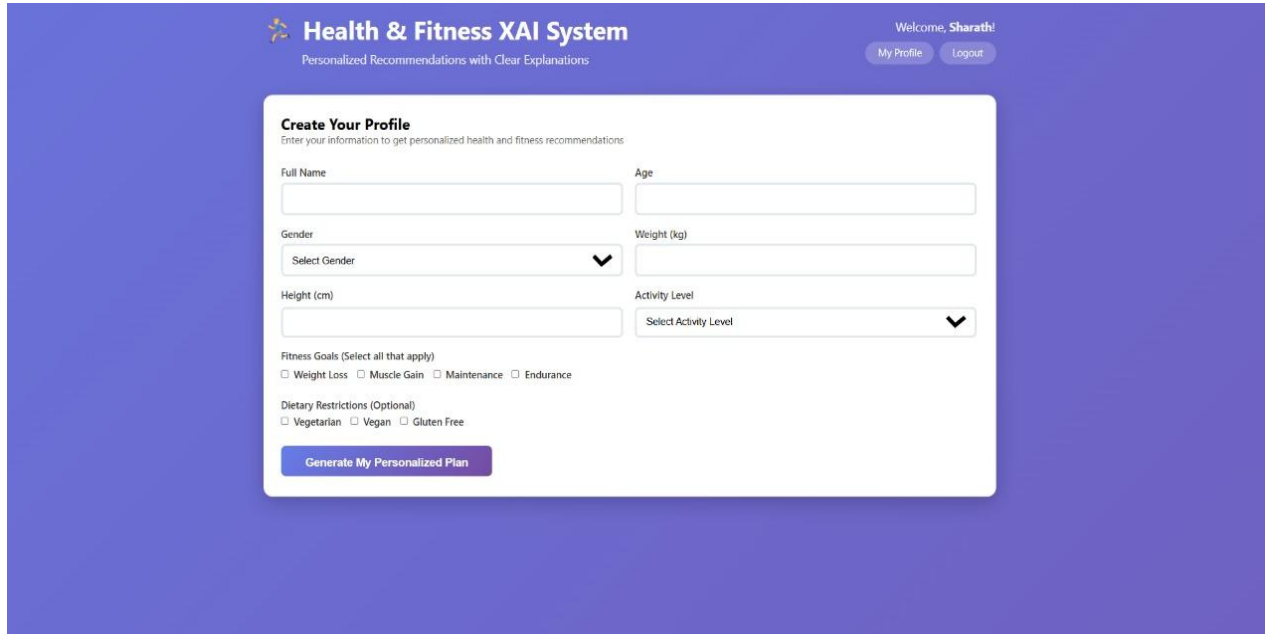 Health & Fitness XAI System
Personalized Recommendations with Clear Explanations
Welcome, Sharath!
My Profile Logout
Create Your Profile
Enter your information to get personalized health and fitness recommendations
Full Name Age
Gender Weight (kg)
Select Gender
Height (cm) Activity Level
Select Activity Level
Fitness Goals (Select all that apply)
Weight Loss Muscle Gain Maintenance Endurance
Dietary Restrictions (Optional)
Vegetarian Vegan Gluten Free
Generate My Personalized Plan